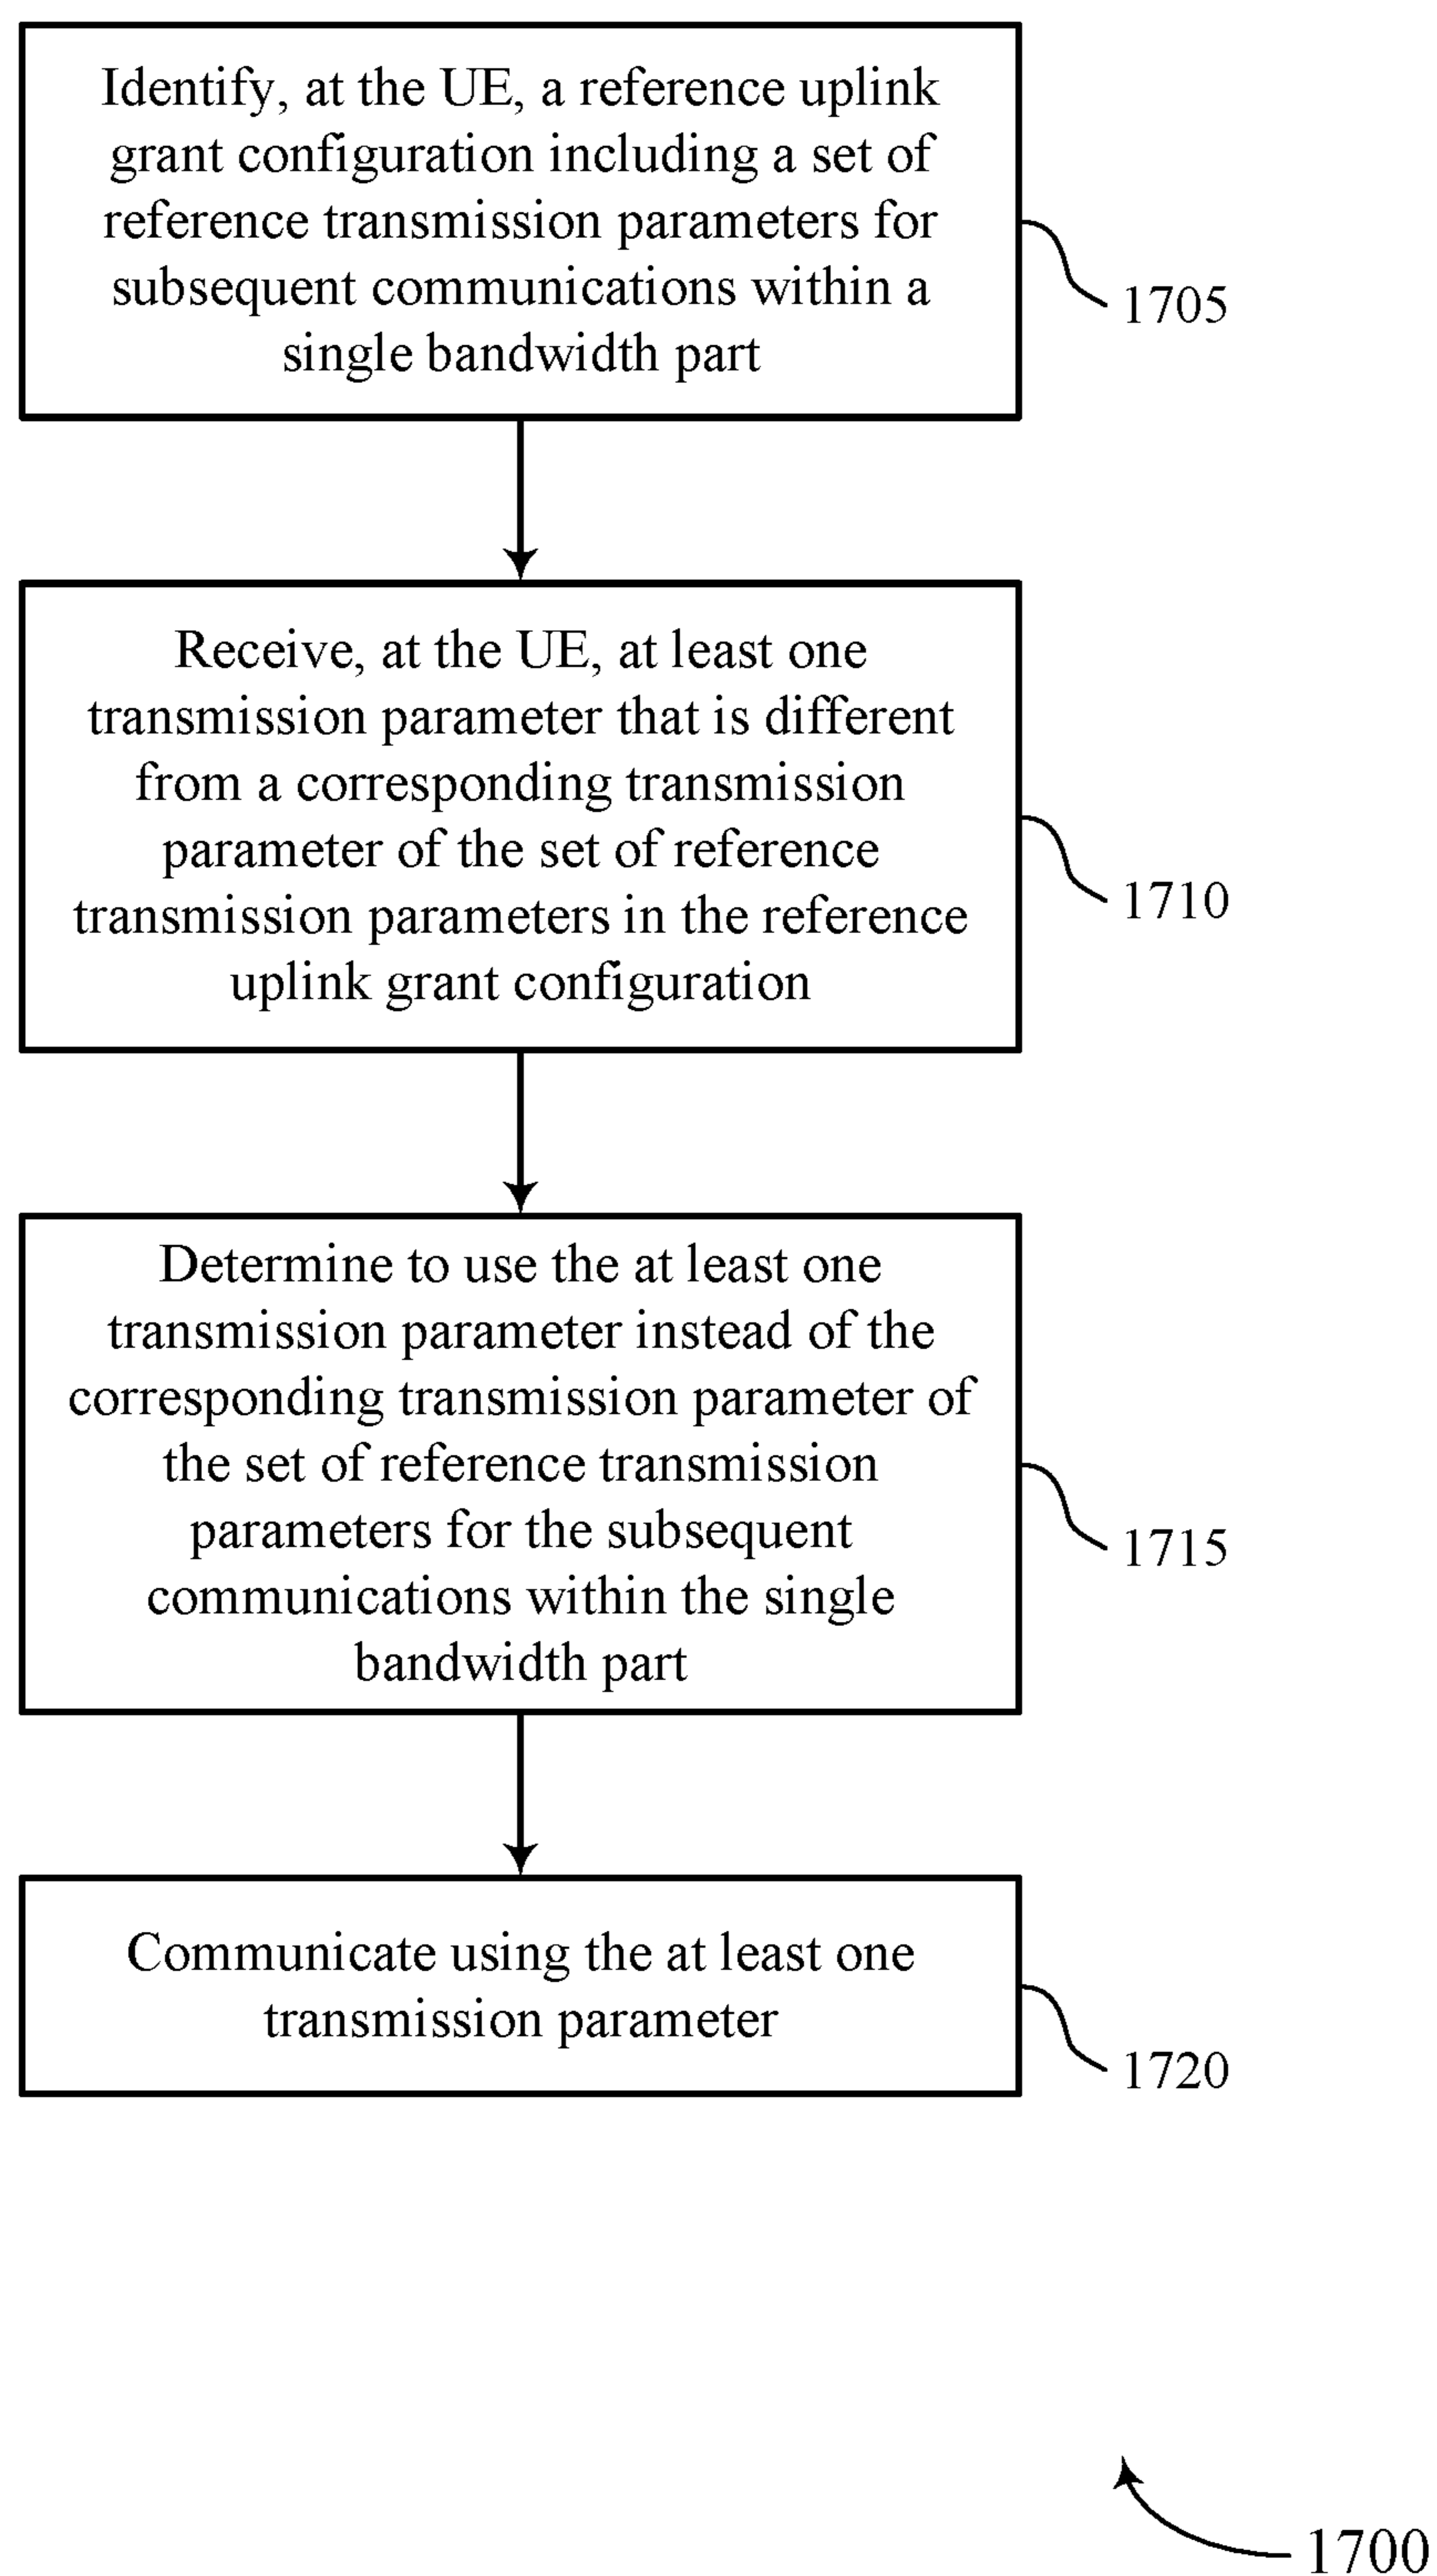 Identify, at the UE, a reference uplink
grant configuration including a set of
reference transmission parameters for
subsequent communications within a
single bandwidth part
1705
Receive, at the UE, at least one
transmission parameter that is different
from a corresponding transmission
parameter of the set of reference
transmission parameters in the reference
uplink grant configuration
1710
Determine to use the at least one
transmission parameter instead of the
corresponding transmission parameter of
the set of reference transmission
parameters for the subsequent
communications within the single
bandwidth part
1715
Communicate using the at least one
transmission parameter
1720
1700